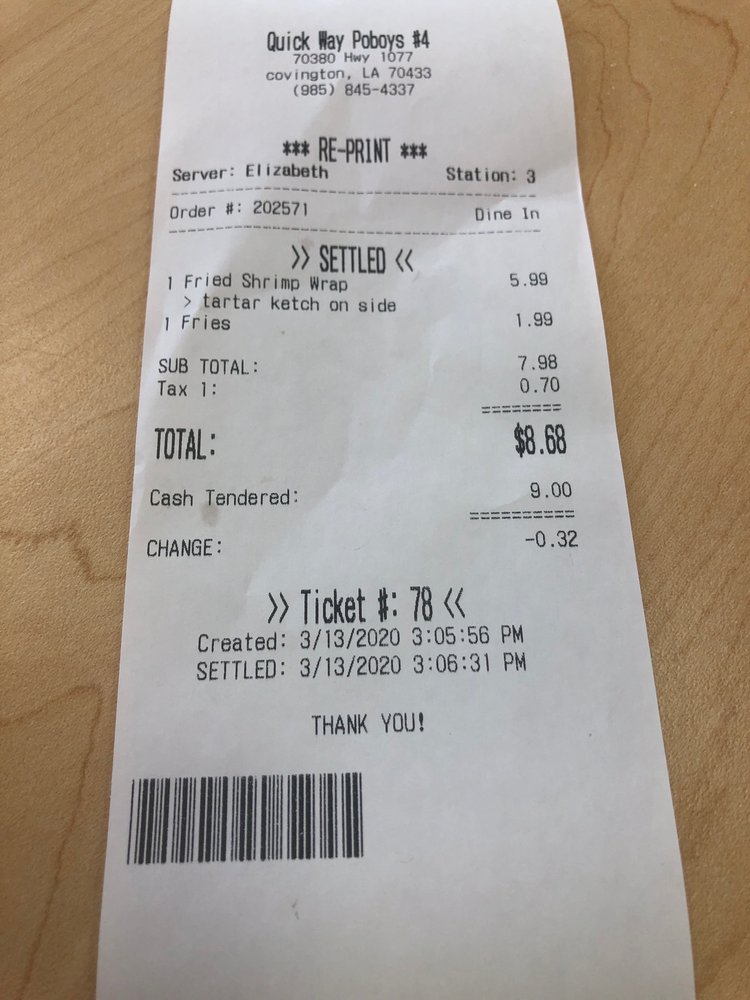 Quick Way Poboys #4
70380 Hwy 1077
covington, LA 70433
(985) 845-4337
*** RE-PRINT ***
Server: Elizabeth Station: 3
Order #: 202571 Dine In
>> SETTLED <<
1 Fried Shrimp Wrap 5.99
> tartar ketch on side
1 Fries 1.99
SUB TOTAL: 7.98
Tax 1: 0.70
========
TOTAL: $8.68
Cash Tendered: 9.00
==========
CHANGE: -0.32
>> Ticket #: 78 <<
Created: 3/13/2020 3:05:56 PM
SETTLED: 3/13/2020 3:06:31 PM
THANK YOU!